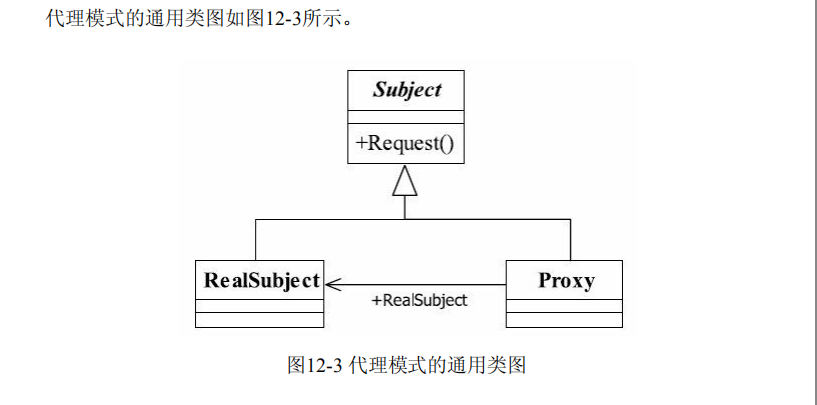 代理模式的通用类图如图12-3所示。
Subject
+Request()
RealSubject
Proxy
+RealSubject
图12-3 代理模式的通用类图